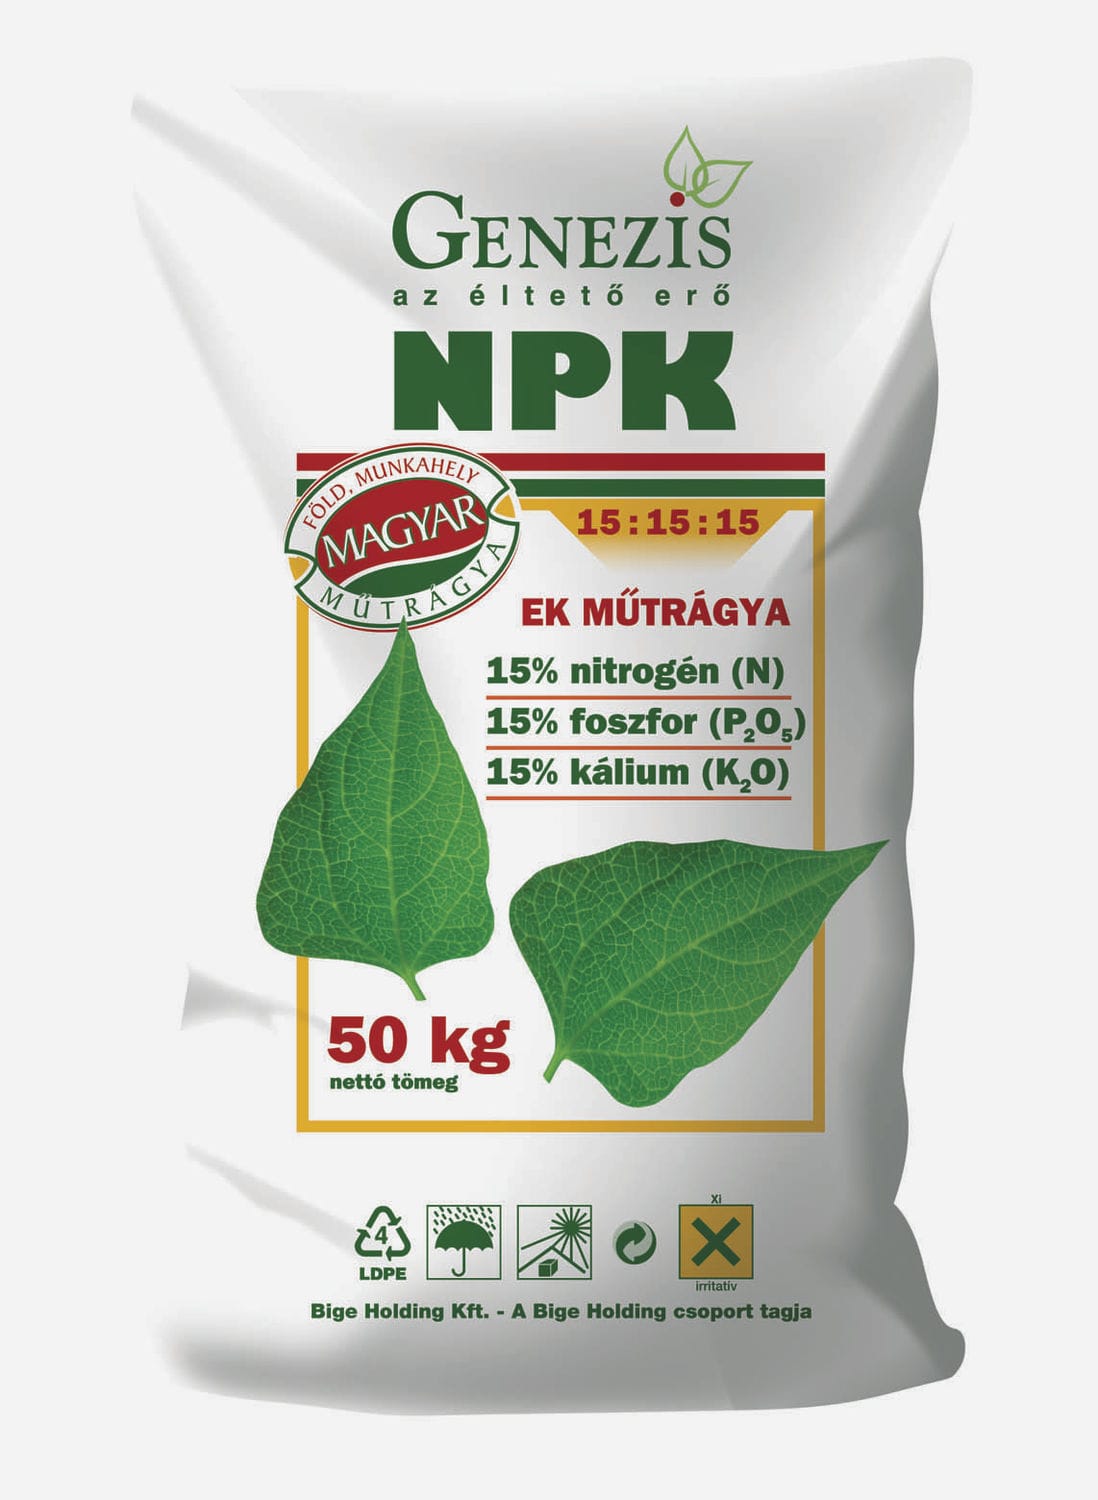 GENEZIS
az éltető erő
NPK
FÖLD, MUNKAHELY
MAGYAR
MŰTRÁGYA
15 : 15 : 15
EK MŰTRÁGYA
15% nitrogén (N)
15% foszfor (P₂O₅)
15% kálium (K₂O)
50 kg
nettó tömeg
Xi
4
LDPE
irritatív
Bige Holding Kft. - A Bige Holding csoport tagja